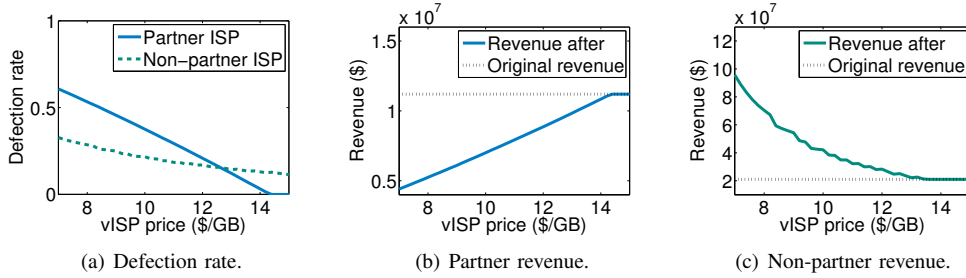 1
0.5
0
Defection rate
Partner ISP
Non-partner ISP
8 10 12 14
vISP price ($/GB)
(a) Defection rate.
x 10^7
1.5
1
0.5
Revenue ($)
Revenue after
Original revenue
8 10 12 14
vISP price ($/GB)
(b) Partner revenue.
x 10^7
12
10
8
6
4
2
Revenue ($)
Revenue after
Original revenue
8 10 12 14
vISP price ($/GB)
(c) Non-partner revenue.